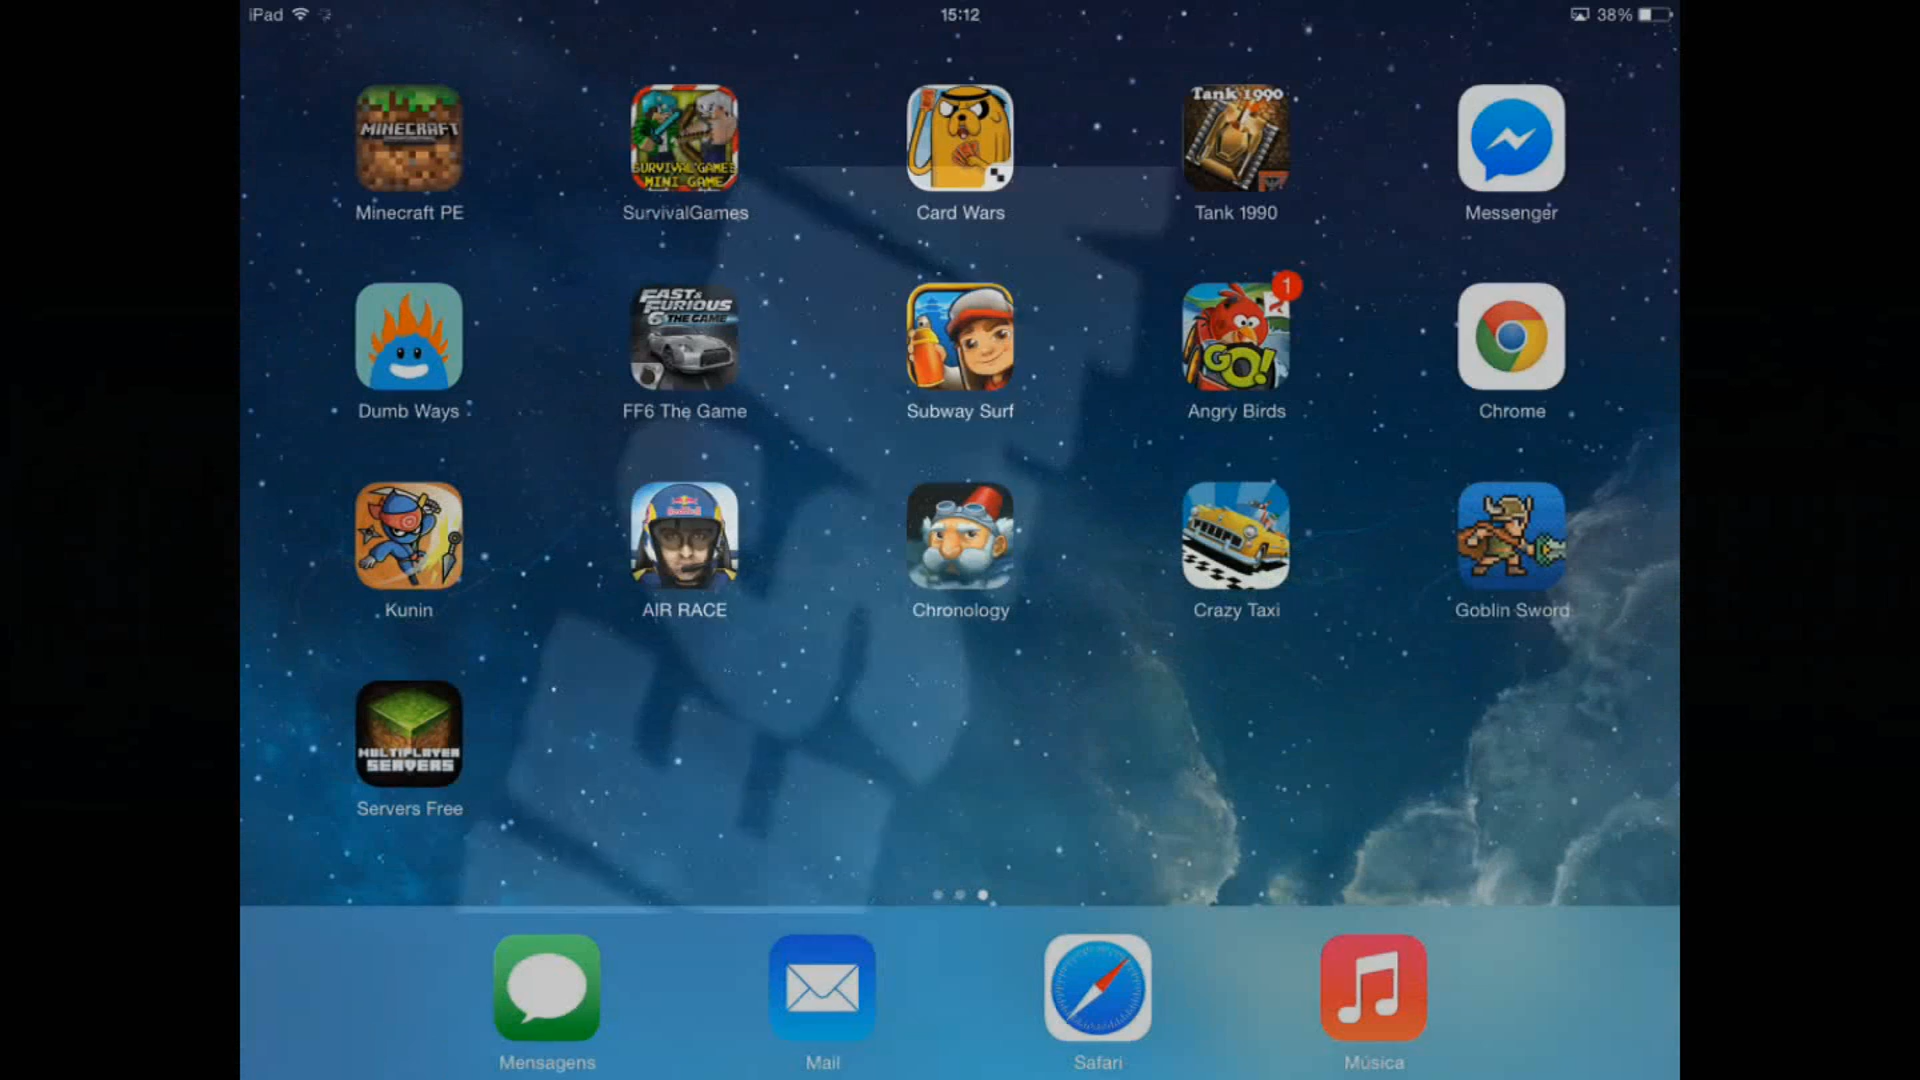 iPad 15:12 38%
MINECRAFT
SURVIVAL GAMES
MINI GAME
Tank 1990
Minecraft PE SurvivalGames Card Wars Tank 1990 Messenger
FAST & FURIOUS
6 THE GAME
GO!
1
Dumb Ways FF6 The Game Subway Surf Angry Birds Chrome
Red Bull
Kunin AIR RACE Chronology Crazy Taxi Goblin Sword
MULTIPLAYER
SERVERS
Servers Free
Mensagens Mail Safari Música